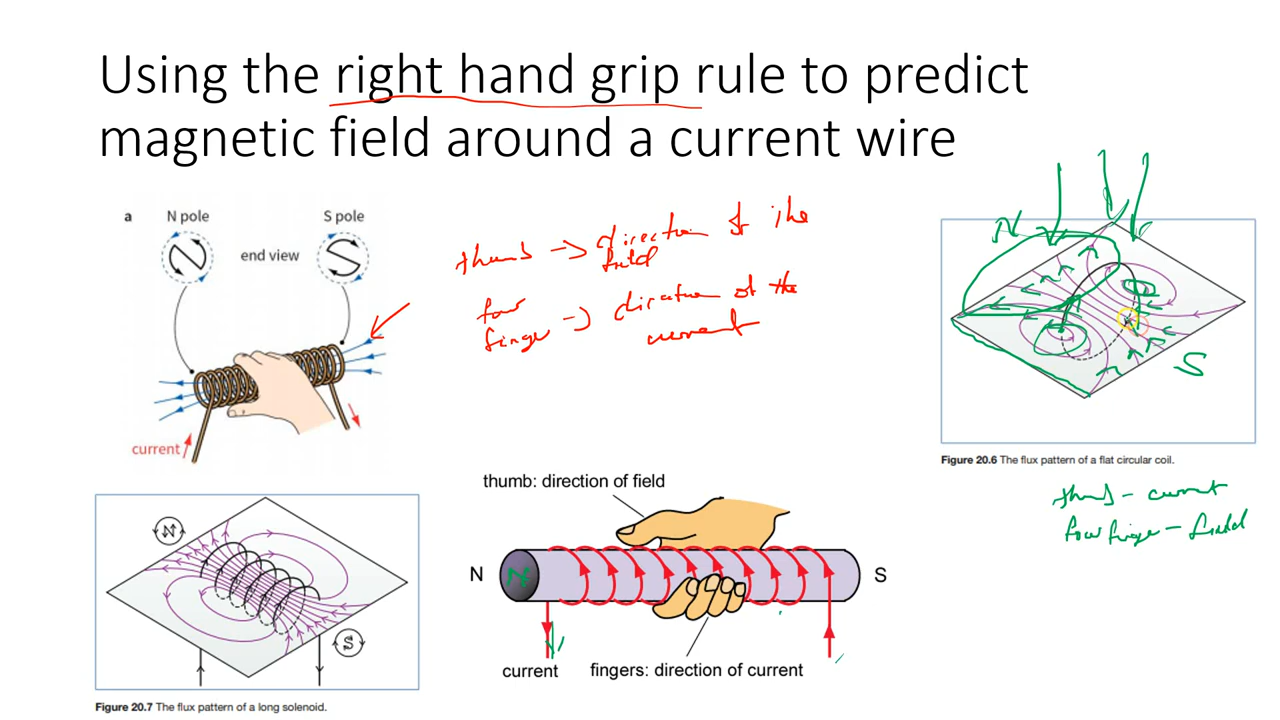 Using the right hand grip rule to predict
magnetic field around a current wire
a
N pole
S pole
end view
current
thumb → direction of the
field
four
finger → direction of the
current
N
S
Figure 20.6 The flux pattern of a flat circular coil.
thumb - current
four finger - field
N
S
Figure 20.7 The flux pattern of a long solenoid.
thumb: direction of field
N
N
S
current
fingers: direction of current